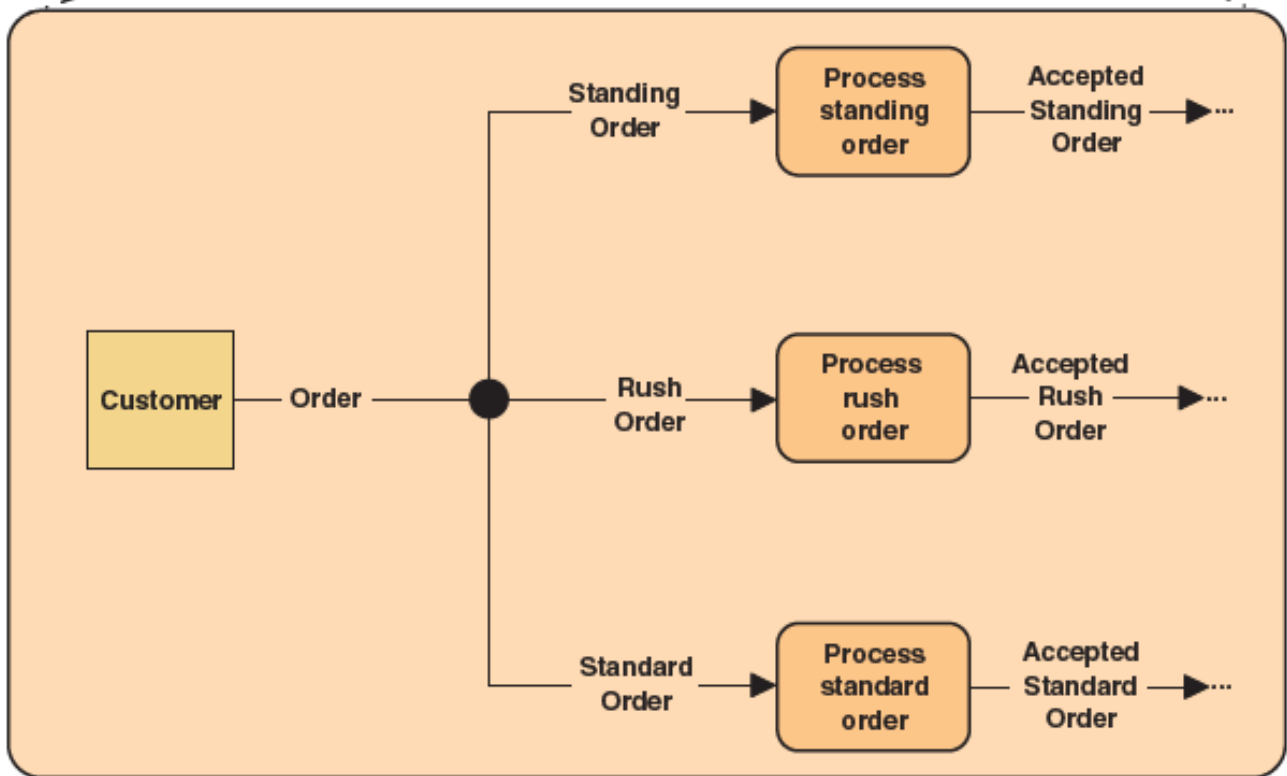 Standing
Order
Process
standing
order
Accepted
Standing
Order
...
Customer
Order
Rush
Order
Process
rush
order
Accepted
Rush
Order
...
Standard
Order
Process
standard
order
Accepted
Standard
Order
...